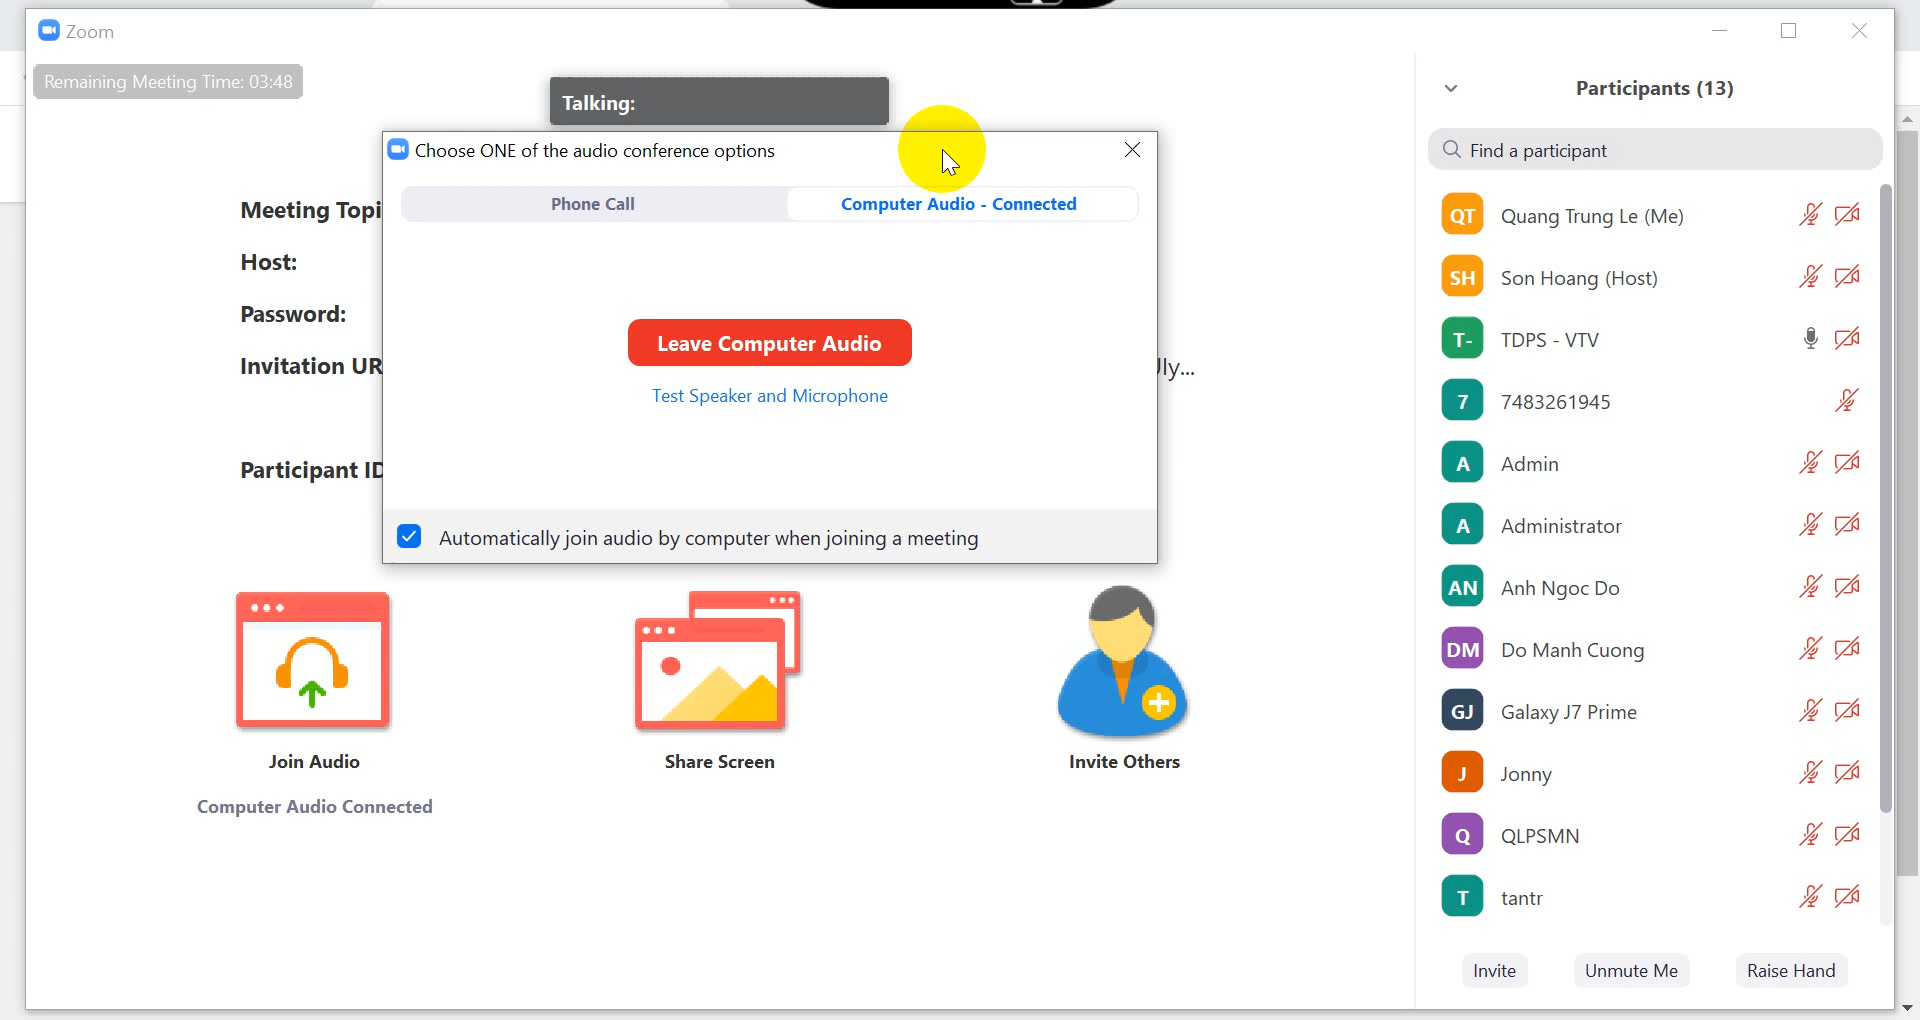 Zoom
Remaining Meeting Time: 03:48
Talking:
Choose ONE of the audio conference options
Phone Call
Computer Audio - Connected
Leave Computer Audio
Test Speaker and Microphone
Automatically join audio by computer when joining a meeting
Meeting Topi
Host:
Password:
Invitation UR
Jly...
Participant ID
Join Audio
Computer Audio Connected
Share Screen
Invite Others
Participants (13)
Find a participant
QT Quang Trung Le (Me)
SH Son Hoang (Host)
T- TDPS - VTV
7 7483261945
A Admin
A Administrator
AN Anh Ngoc Do
DM Do Manh Cuong
GJ Galaxy J7 Prime
J Jonny
Q QLPSMN
T tantr
Invite
Unmute Me
Raise Hand